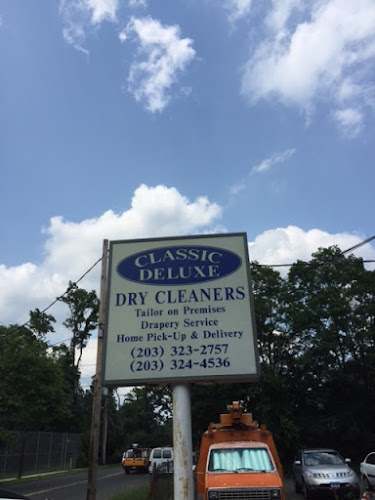 CLASSIC
DELUXE
DRY CLEANERS
Tailor on Premises
Drapery Service
Home Pick-Up & Delivery
(203) 323-2757
(203) 324-4536